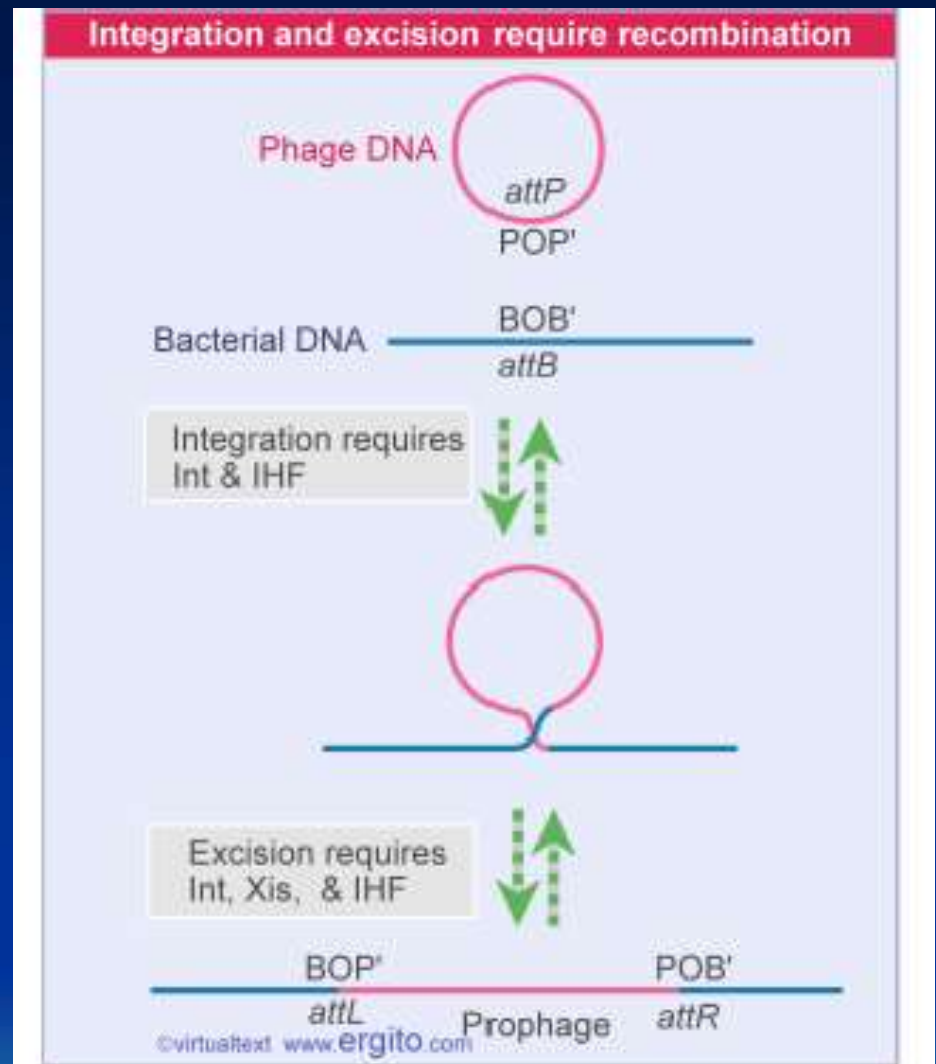 Integration and excision require recombination
Phage DNA
attP
POP'
BOB'
Bacterial DNA
attB
Integration requires
Int & IHF
Excision requires
Int, Xis, & IHF
BOP'
POB'
attL
Prophage
attR
©virtualtext www.ergito.com